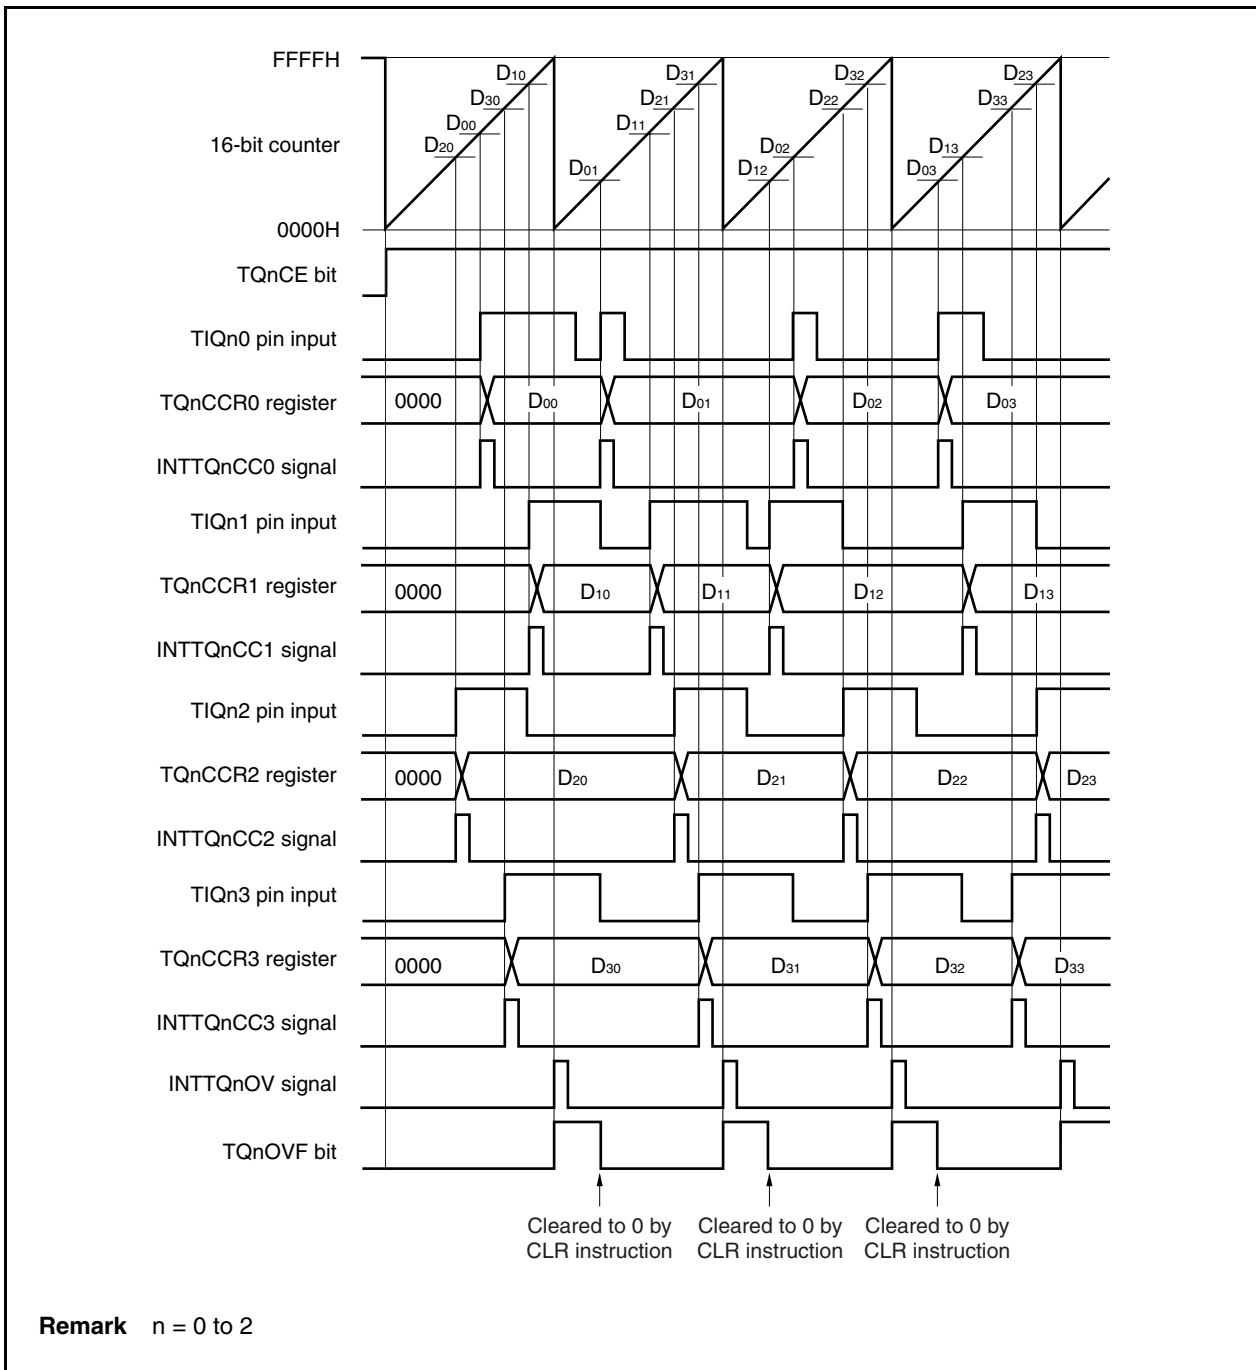 FFFFH
D10 D31 D32 D23
D30 D21 D22 D33
D00 D11
16-bit counter
D20 D02 D13
D01 D12 D03
0000H
TQnCE bit
TIQn0 pin input
TQnCCR0 register 0000 D00 D01 D02 D03
INTTQnCC0 signal
TIQn1 pin input
TQnCCR1 register 0000 D10 D11 D12 D13
INTTQnCC1 signal
TIQn2 pin input
TQnCCR2 register 0000 D20 D21 D22 D23
INTTQnCC2 signal
TIQn3 pin input
TQnCCR3 register 0000 D30 D31 D32 D33
INTTQnCC3 signal
INTTQnOV signal
TQnOVF bit
Cleared to 0 by
CLR instruction
Cleared to 0 by
CLR instruction
Cleared to 0 by
CLR instruction
Remark n = 0 to 2